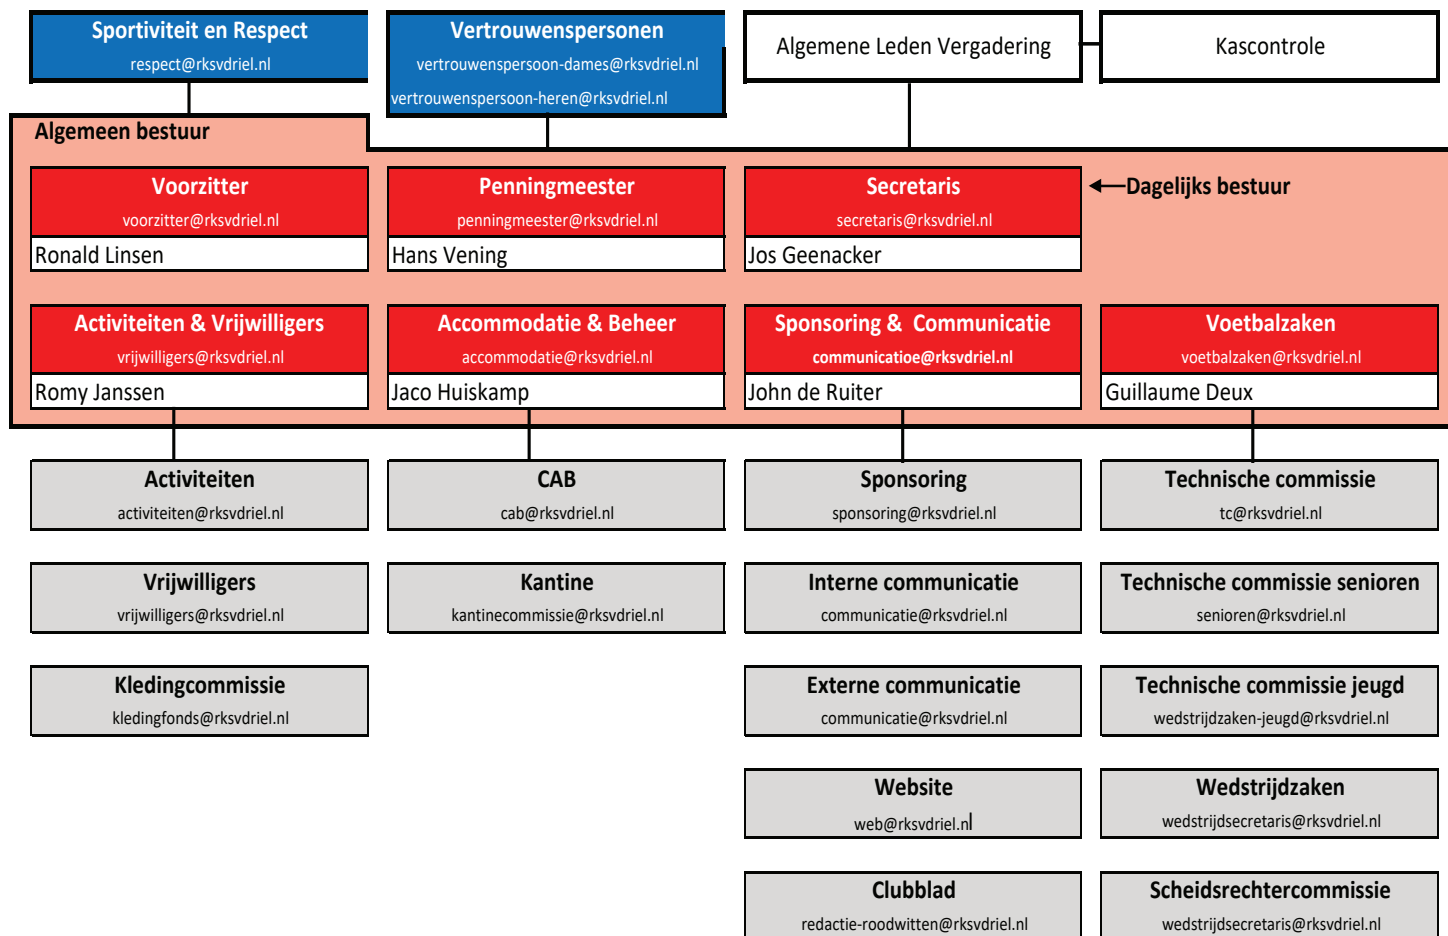 Sportiviteit en Respect
respect@rksvdriel.nl
Vertrouwenspersonen
vertrouwenspersoon-dames@rksvdriel.nl
vertrouwenspersoon-heren@rksvdriel.nl
Algemene Leden Vergadering
Kascontrole
Algemeen bestuur
Voorzitter
voorzitter@rksvdriel.nl
Ronald Linsen
Penningmeester
penningmeester@rksvdriel.nl
Hans Vening
Secretaris
secretaris@rksvdriel.nl
Jos Geenacker
Dagelijks bestuur
Activiteiten & Vrijwilligers
vrijwilligers@rksvdriel.nl
Romy Janssen
Accommodatie & Beheer
accommodatie@rksvdriel.nl
Jaco Huiskamp
Sponsoring & Communicatie
communicatioe@rksvdriel.nl
John de Ruiter
Voetbalzaken
voetbalzaken@rksvdriel.nl
Guillaume Deux
Activiteiten
activiteiten@rksvdriel.nl
CAB
cab@rksvdriel.nl
Sponsoring
sponsoring@rksvdriel.nl
Technische commissie
tc@rksvdriel.nl
Vrijwilligers
vrijwilligers@rksvdriel.nl
Kantine
kantinecommissie@rksvdriel.nl
Interne communicatie
communicatie@rksvdriel.nl
Technische commissie senioren
senioren@rksvdriel.nl
Kledingcommissie
kledingfonds@rksvdriel.nl
Externe communicatie
communicatie@rksvdriel.nl
Technische commissie jeugd
wedstrijdzaken-jeugd@rksvdriel.nl
Website
web@rksvdriel.nl
Wedstrijdzaken
wedstrijdsecretaris@rksvdriel.nl
Clubblad
redactie-roodwitten@rksvdriel.nl
Scheidsrechtercommissie
wedstrijdsecretaris@rksvdriel.nl